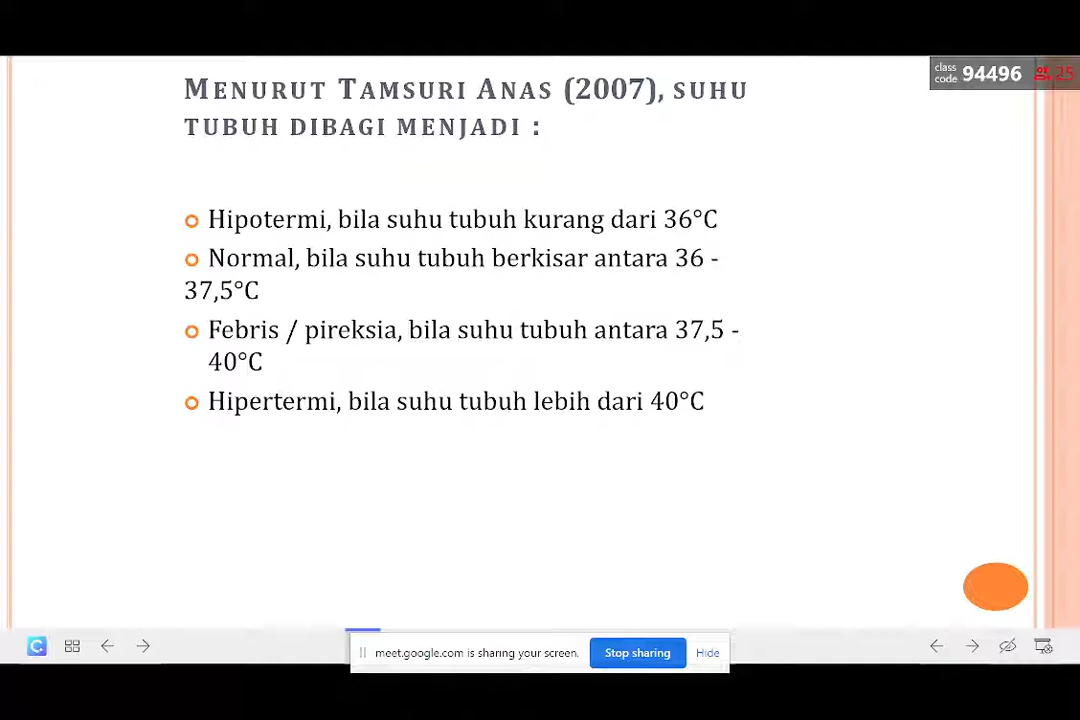 MENURUT TAMSURI ANAS (2007), SUHU
TUBUH DIBAGI MENJADI :
class
code 94496 25
Hipotermi, bila suhu tubuh kurang dari 36°C
Normal, bila suhu tubuh berkisar antara 36 -
37,5°C
Febris / pireksia, bila suhu tubuh antara 37,5 -
40°C
Hipertermi, bila suhu tubuh lebih dari 40°C
meet.google.com is sharing your screen. Stop sharing Hide